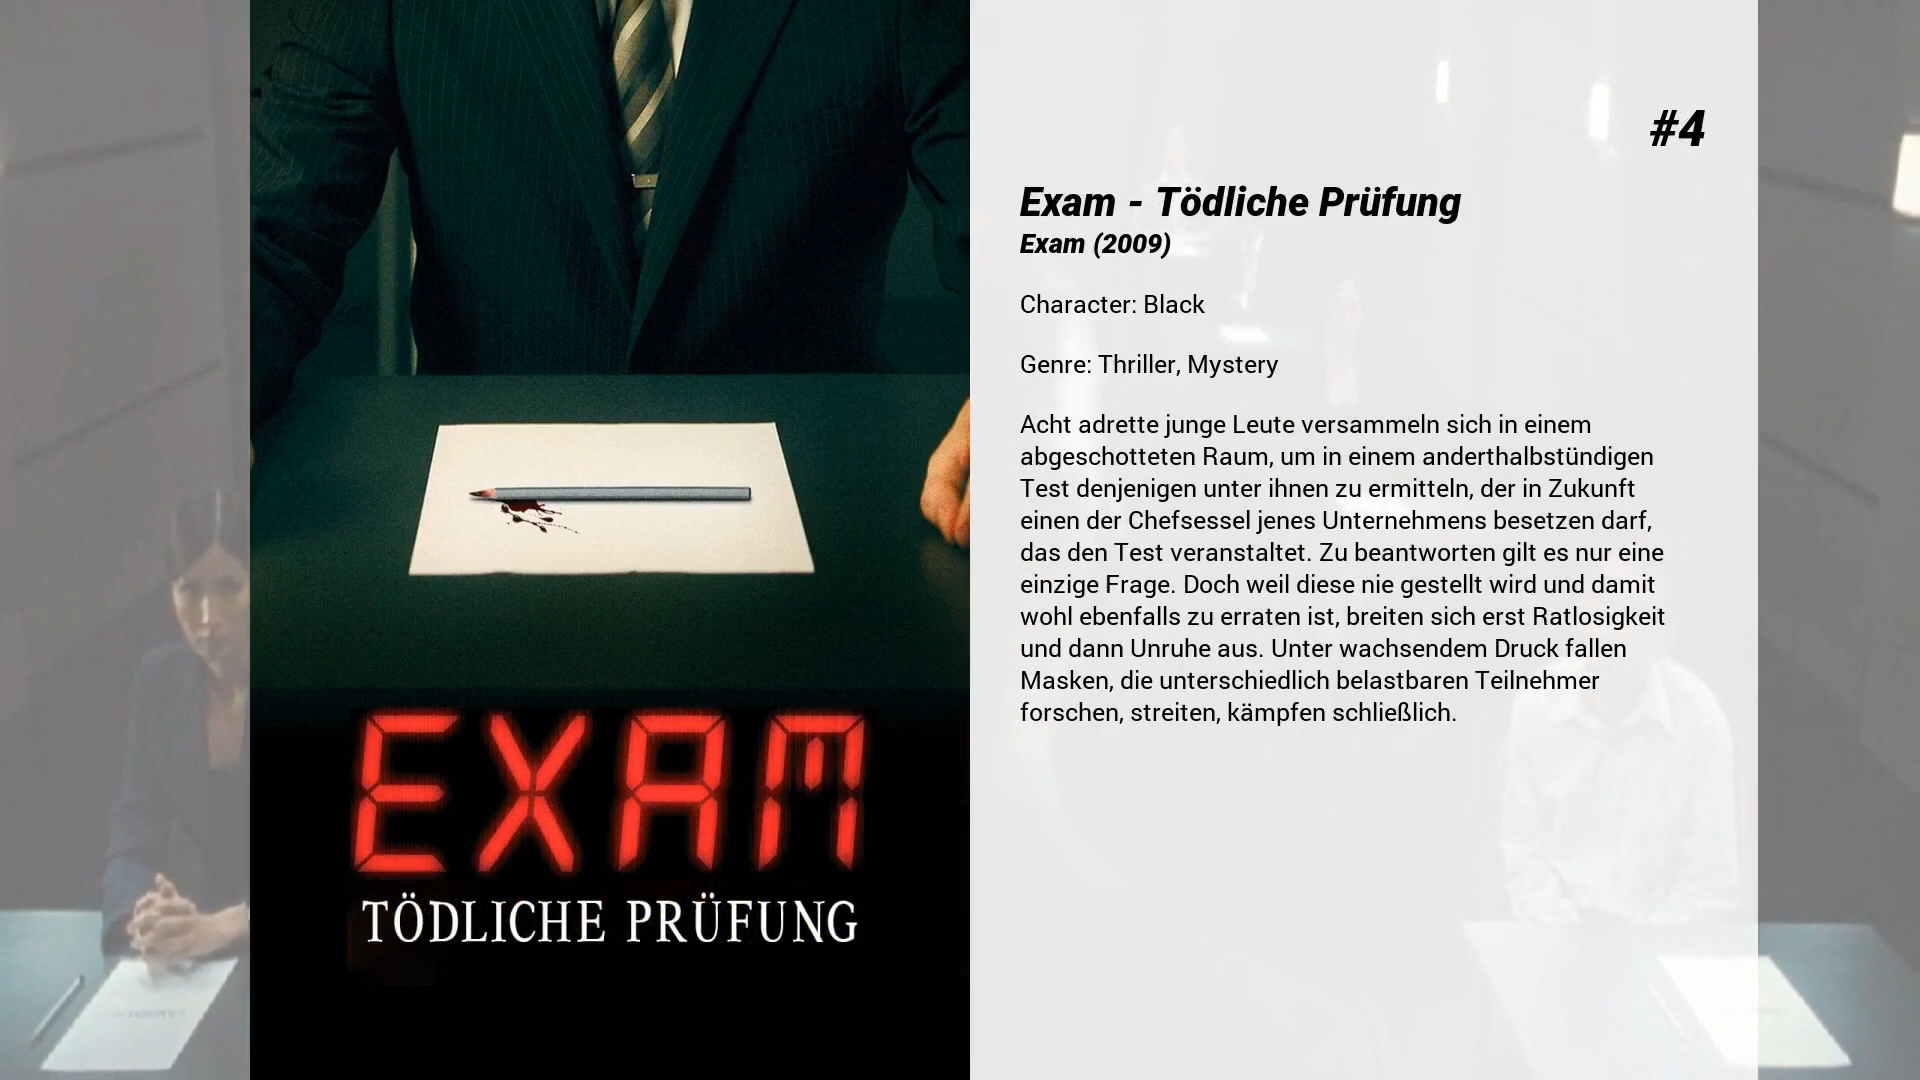 EXAM
TÖDLICHE PRÜFUNG
#4
Exam - Tödliche Prüfung
Exam (2009)
Character: Black
Genre: Thriller, Mystery
Acht adrette junge Leute versammeln sich in einem
abgeschotteten Raum, um in einem anderthalbstündigen
Test denjenigen unter ihnen zu ermitteln, der in Zukunft
einen der Chefsessel jenes Unternehmens besetzen darf,
das den Test veranstaltet. Zu beantworten gilt es nur eine
einzige Frage. Doch weil diese nie gestellt wird und damit
wohl ebenfalls zu erraten ist, breiten sich erst Ratlosigkeit
und dann Unruhe aus. Unter wachsendem Druck fallen
Masken, die unterschiedlich belastbaren Teilnehmer
forschen, streiten, kämpfen schließlich.